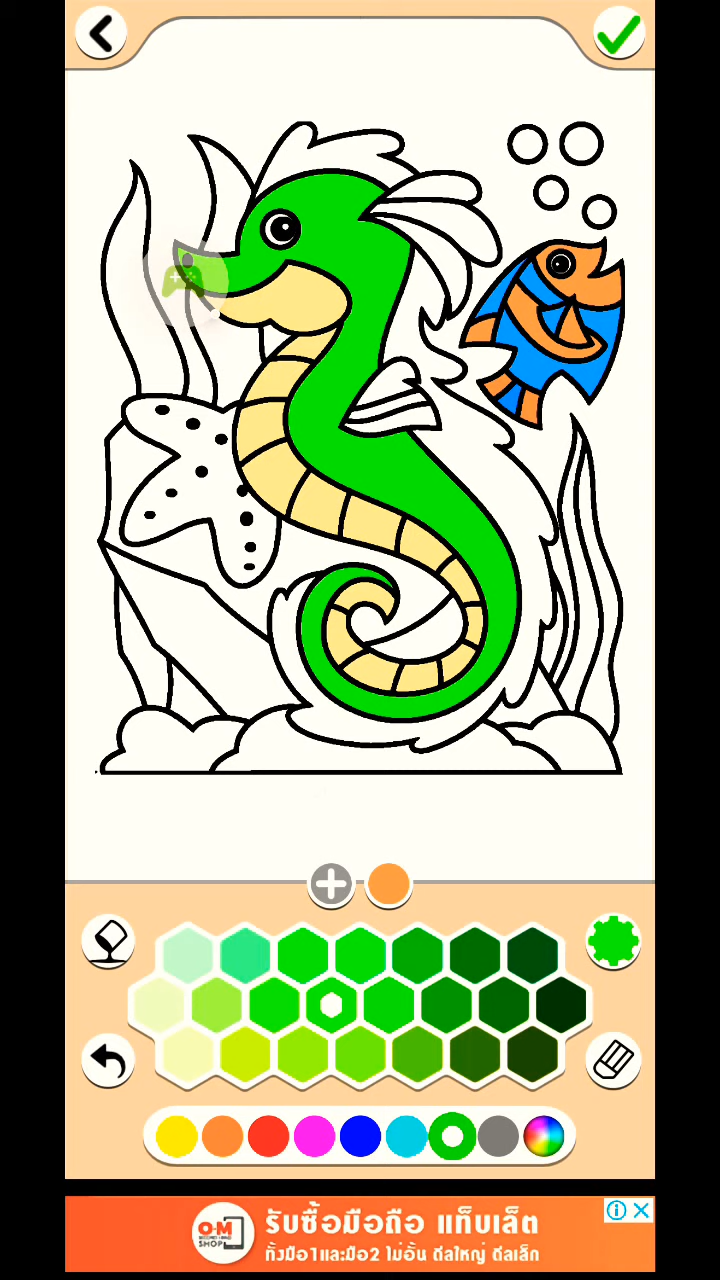 O-M
SHOP
รับซื้อมือถือ แท็บเล็ต
ทั้งมือ1และมือ2 ไม่อั้น ดีลใหญ่ ดีลเล็ก